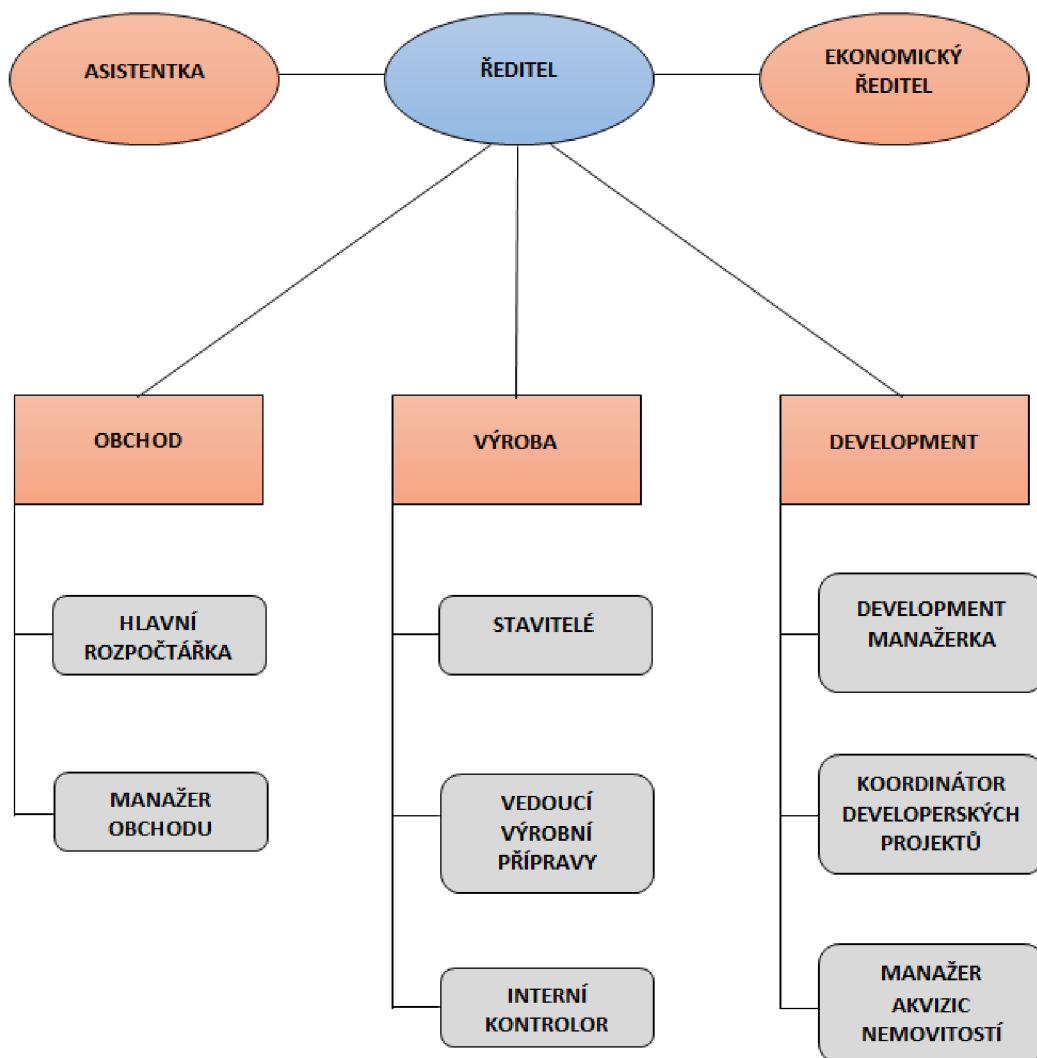 ASISTENTKA
ŘEDITEL
EKONOMICKÝ
ŘEDITEL
OBCHOD
VÝROBA
DEVELOPMENT
HLAVNÍ
ROZPOČTÁŘKA
STAVITELÉ
DEVELOPMENT
MANAŽERKA
MANAŽER
OBCHODU
VEDOUCÍ
VÝROBNÍ
PŘÍPRAVY
KOORDINÁTOR
DEVELOPERSKÝCH
PROJEKTŮ
INTERNÍ
KONTROLOR
MANAŽER
AKVIZIC
NEMOVITOSTÍ